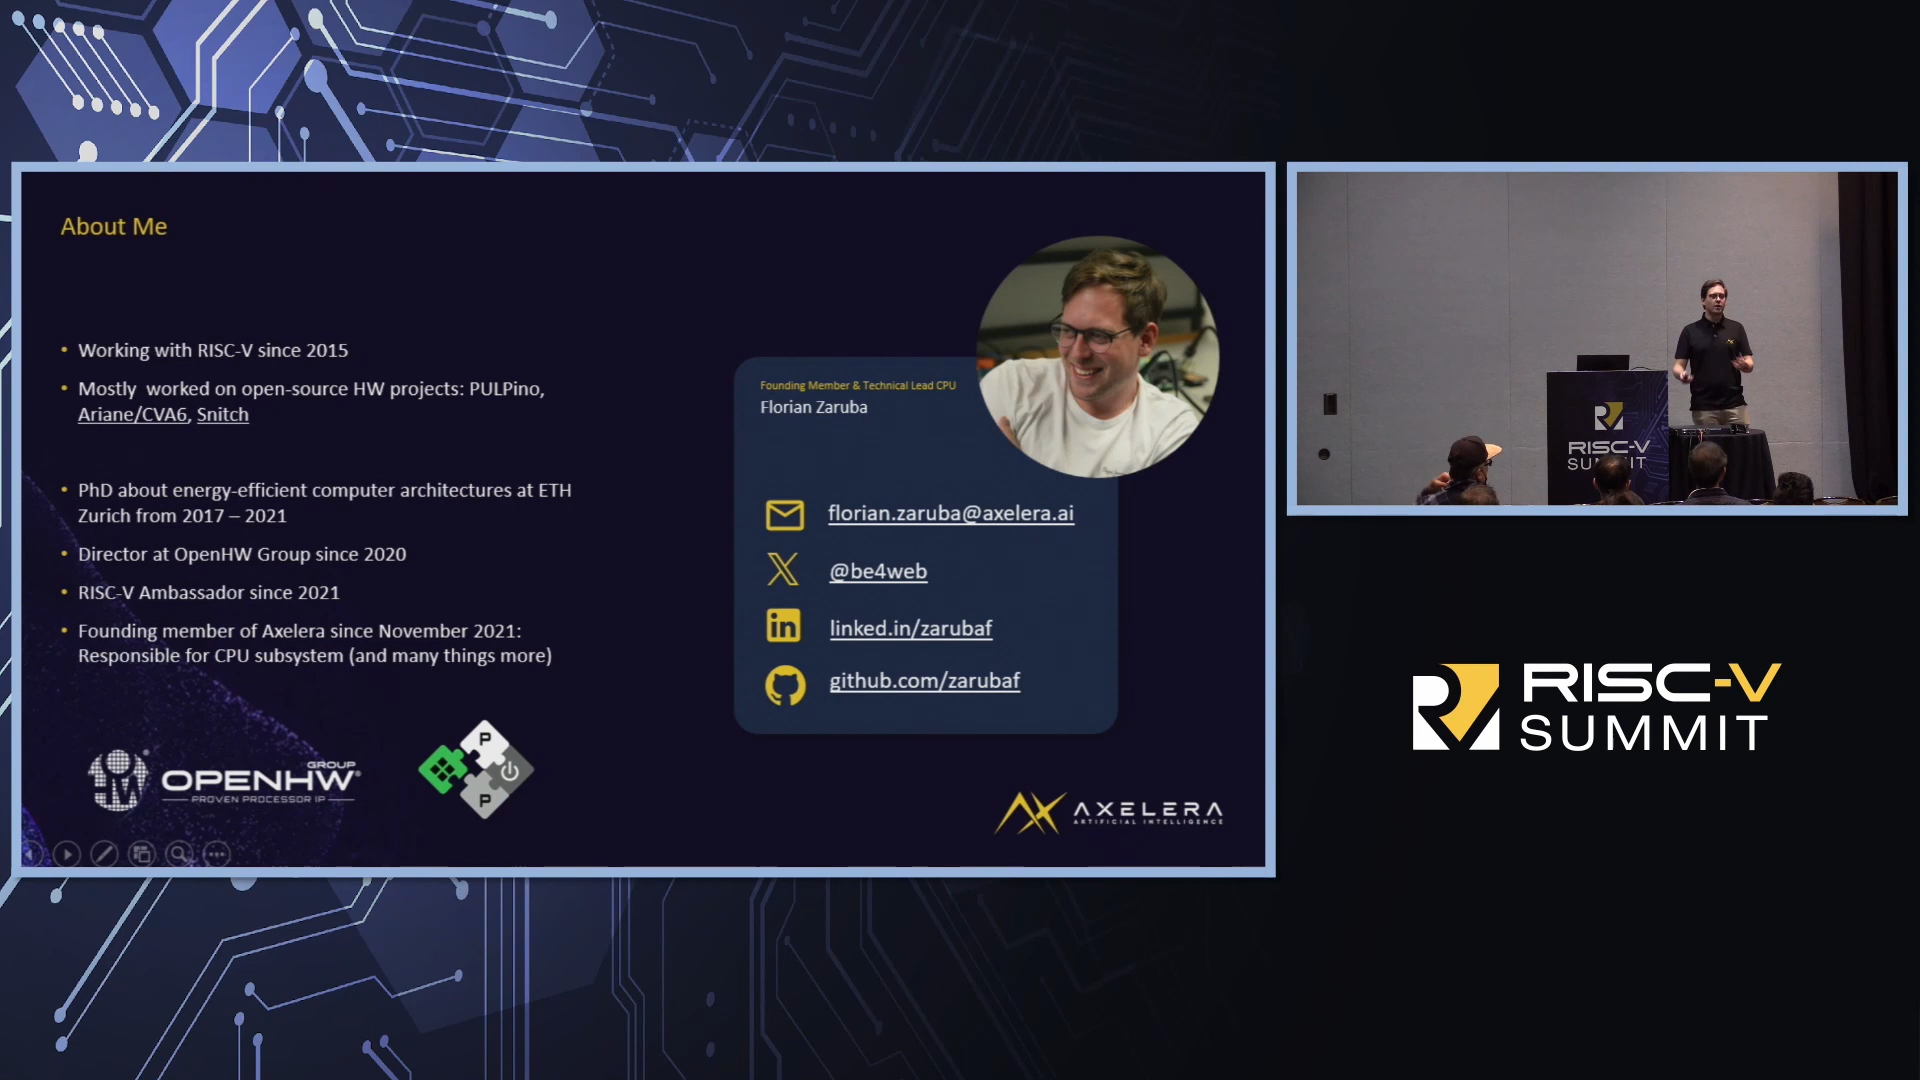 About Me
• Working with RISC-V since 2015
• Mostly worked on open-source HW projects: PULPino,
Ariane/CVA6, Snitch
• PhD about energy-efficient computer architectures at ETH
Zurich from 2017 – 2021
• Director at OpenHW Group since 2020
• RISC-V Ambassador since 2021
• Founding member of Axelera since November 2021:
Responsible for CPU subsystem (and many things more)
OPENHW GROUP
PROVEN PROCESSOR IP
P
P
Founding Member & Technical Lead CPU
Florian Zaruba
florian.zaruba@axelera.ai
@be4web
in
linked.in/zarubaf
github.com/zarubaf
AXELERA
ARTIFICIAL INTELLIGENCE
RISC-V
RISC-V
SUMMIT